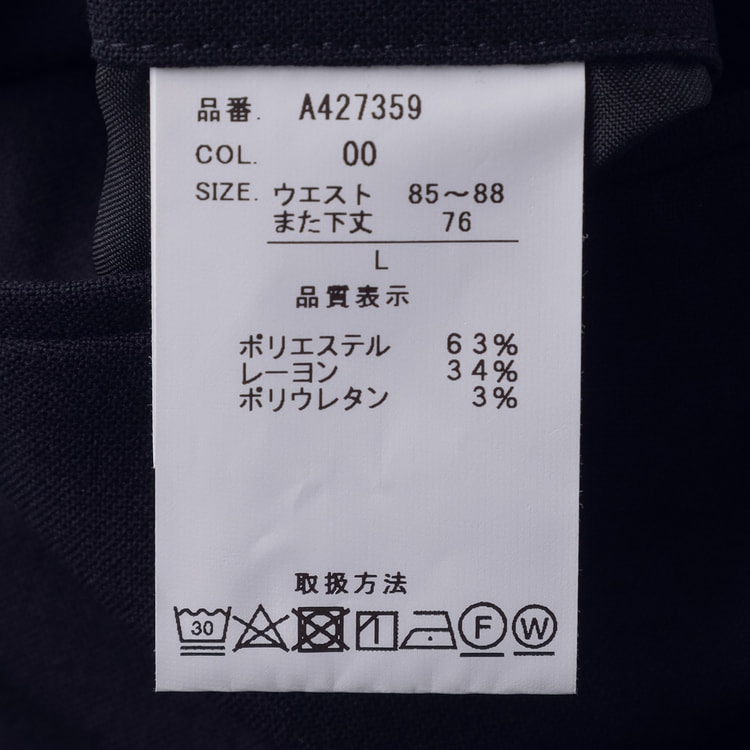 品番. A427359
COL. 00
SIZE. ウエスト 85〜88
また下丈 76
L
品質表示
ポリエステル 63%
レーヨン 34%
ポリウレタン 3%
取扱方法
30 F W